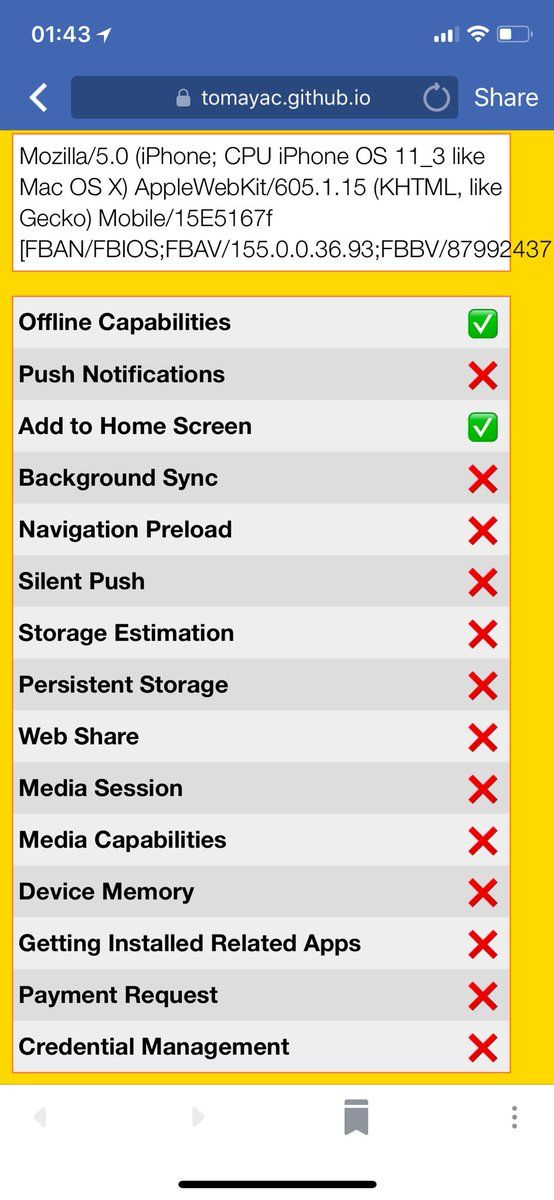 01:43
tomayac.github.io
Share
Mozilla/5.0 (iPhone; CPU iPhone OS 11_3 like
Mac OS X) AppleWebKit/605.1.15 (KHTML, like
Gecko) Mobile/15E5167f
[FBAN/FBIOS;FBAV/155.0.0.36.93;FBBV/87992437
Offline Capabilities
Push Notifications
Add to Home Screen
Background Sync
Navigation Preload
Silent Push
Storage Estimation
Persistent Storage
Web Share
Media Session
Media Capabilities
Device Memory
Getting Installed Related Apps
Payment Request
Credential Management